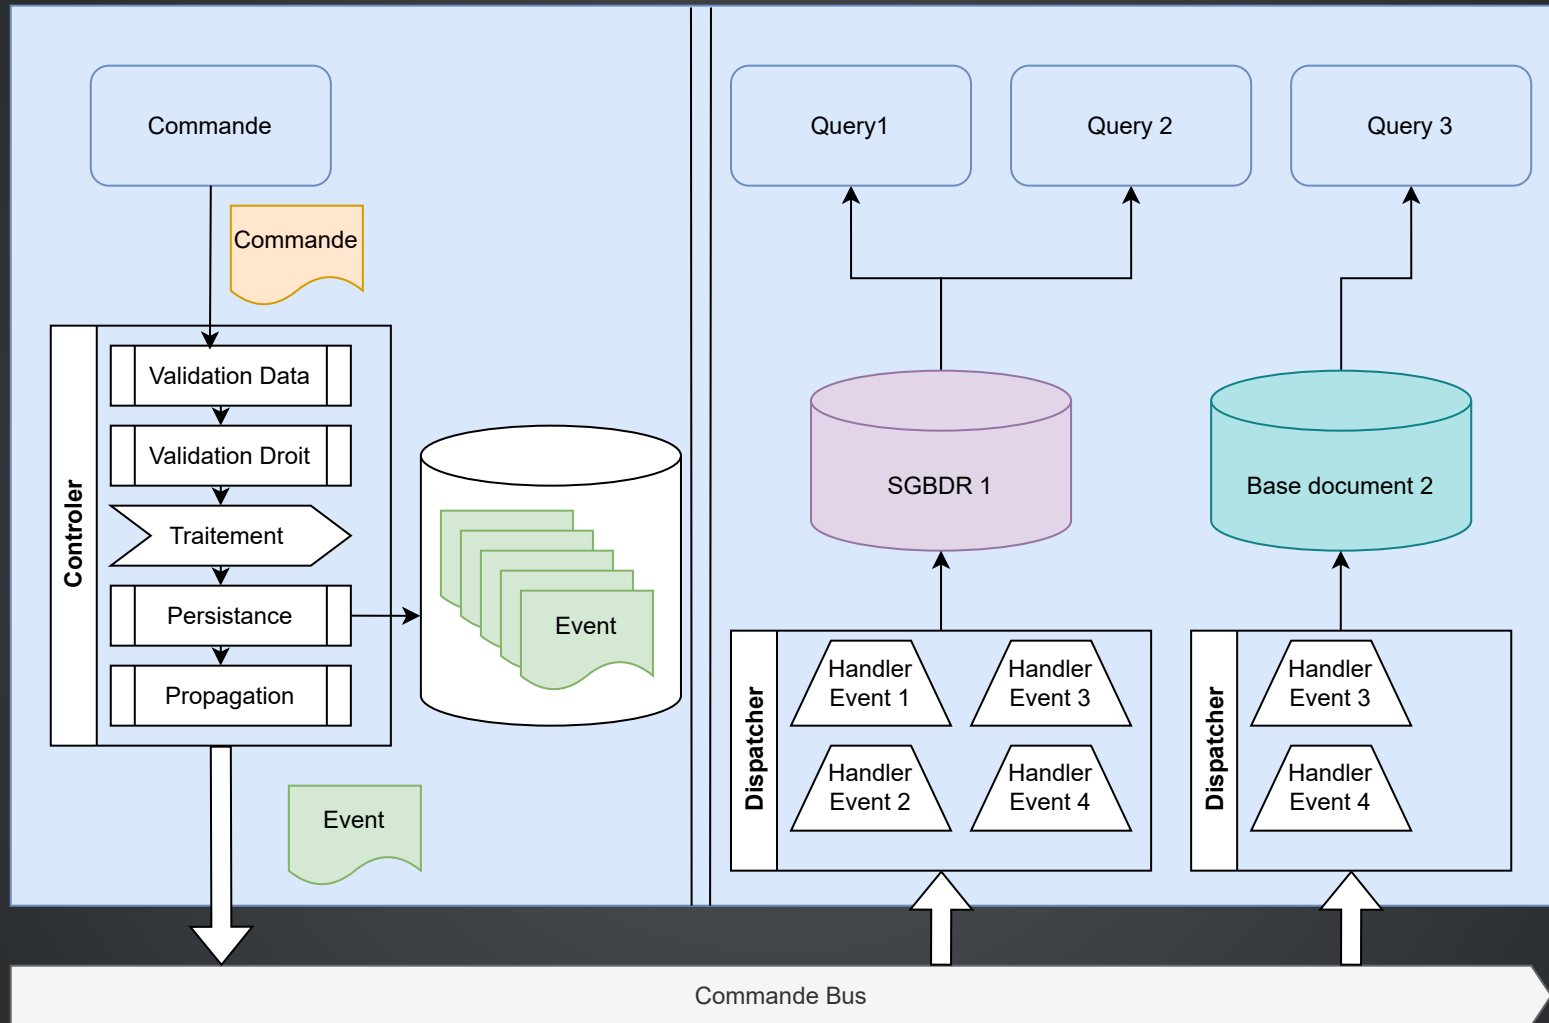 Commande
Commande
Controler
Validation Data
Validation Droit
Traitement
Persistance
Propagation
Event
Event
Query1
Query 2
Query 3
SGBDR 1
Base document 2
Dispatcher
Handler
Event 1
Handler
Event 3
Handler
Event 2
Handler
Event 4
Dispatcher
Handler
Event 3
Handler
Event 4
Commande Bus